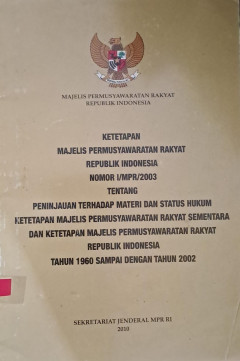 MAJELIS PERMUSYAWARATAN RAKYAT
REPUBLIK INDONESIA
KETETAPAN
MAJELIS PERMUSYAWARATAN RAKYAT
REPUBLIK INDONESIA
NOMOR I/MPR/2003
TENTANG
PENINJAUAN TERHADAP MATERI DAN STATUS HUKUM
KETETAPAN MAJELIS PERMUSYAWARATAN RAKYAT SEMENTARA
DAN KETETAPAN MAJELIS PERMUSYAWARATAN RAKYAT
REPUBLIK INDONESIA
TAHUN 1960 SAMPAI DENGAN TAHUN 2002
SEKRETARIAT JENDERAL MPR RI
2010